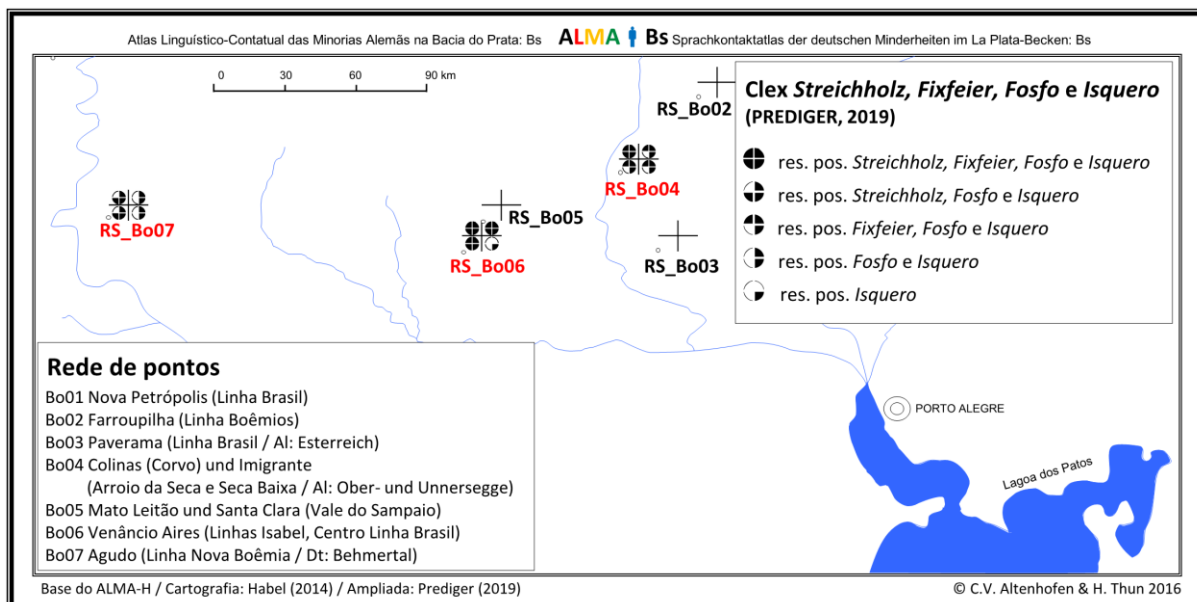 Atlas Linguístico-Contatual das Minorias Alemãs na Bacia do Prata: Bs ALMA Bs Sprachkontaktatlas der deutschen Minderheiten im La Plata-Becken: Bs
0 30 60 90 km
Clex Streichholz, Fixfeier, Fosfo e Isquero
(PREDIGER, 2019)
res. pos. Streichholz, Fixfeier, Fosfo e Isquero
res. pos. Streichholz, Fosfo e Isquero
res. pos. Fixfeier, Fosfo e Isquero
res. pos. Fosfo e Isquero
res. pos. Isquero
RS_Bo02
RS_Bo04
RS_Bo05
RS_Bo07
RS_Bo06
RS_Bo03
Rede de pontos
Bo01 Nova Petrópolis (Linha Brasil)
Bo02 Farroupilha (Linha Boêmios)
Bo03 Paverama (Linha Brasil / Al: Esterreich)
Bo04 Colinas (Corvo) und Imigrante
(Arroio da Seca e Seca Baixa / Al: Ober- und Unnersegge)
Bo05 Mato Leitão und Santa Clara (Vale do Sampaio)
Bo06 Venâncio Aires (Linhas Isabel, Centro Linha Brasil)
Bo07 Agudo (Linha Nova Boêmia / Dt: Behmertal)
PORTO ALEGRE
Lagoa dos Patos
Base do ALMA-H / Cartografia: Habel (2014) / Ampliada: Prediger (2019)
© C.V. Altenhofen & H. Thun 2016